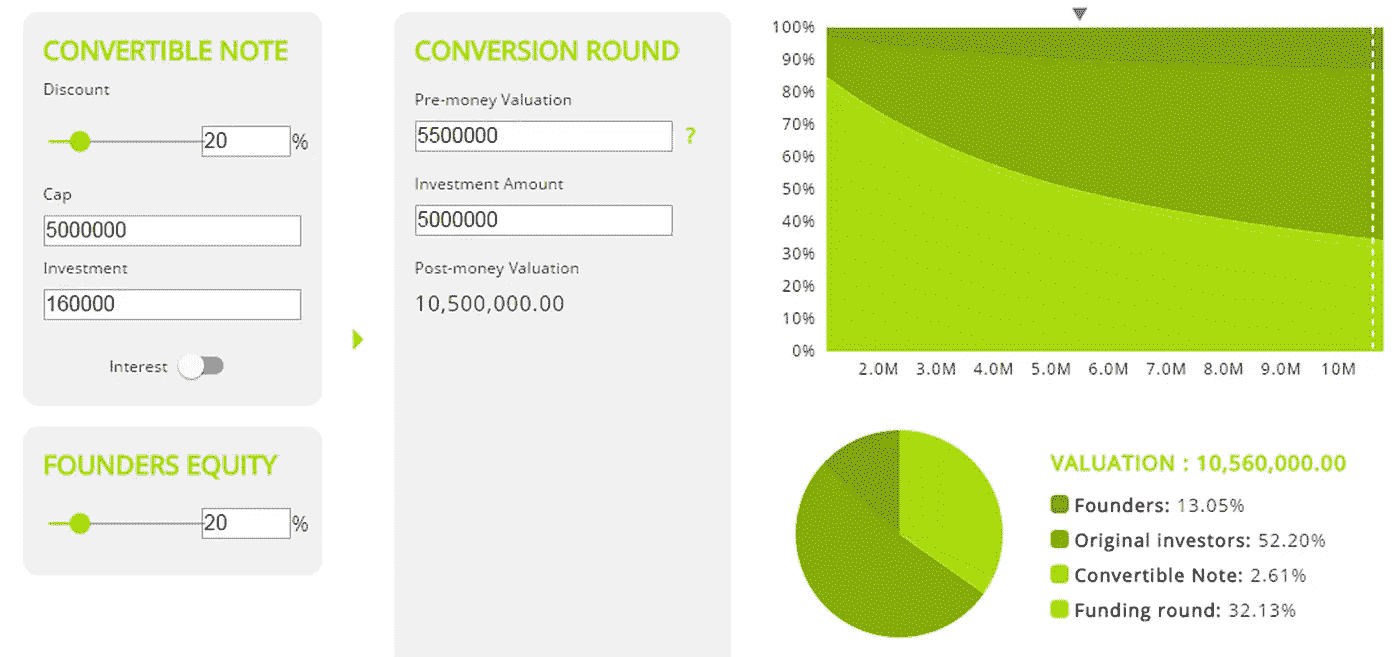 CONVERTIBLE NOTE
Discount
20 %
Cap
5000000
Investment
160000
Interest
FOUNDERS EQUITY
20 %
CONVERSION ROUND
Pre-money Valuation
5500000 ?
Investment Amount
5000000
Post-money Valuation
10,500,000.00
100%
90%
80%
70%
60%
50%
40%
30%
20%
10%
0%
2.0M 3.0M 4.0M 5.0M 6.0M 7.0M 8.0M 9.0M 10M
VALUATION : 10,560,000.00
Founders: 13.05%
Original investors: 52.20%
Convertible Note: 2.61%
Funding round: 32.13%